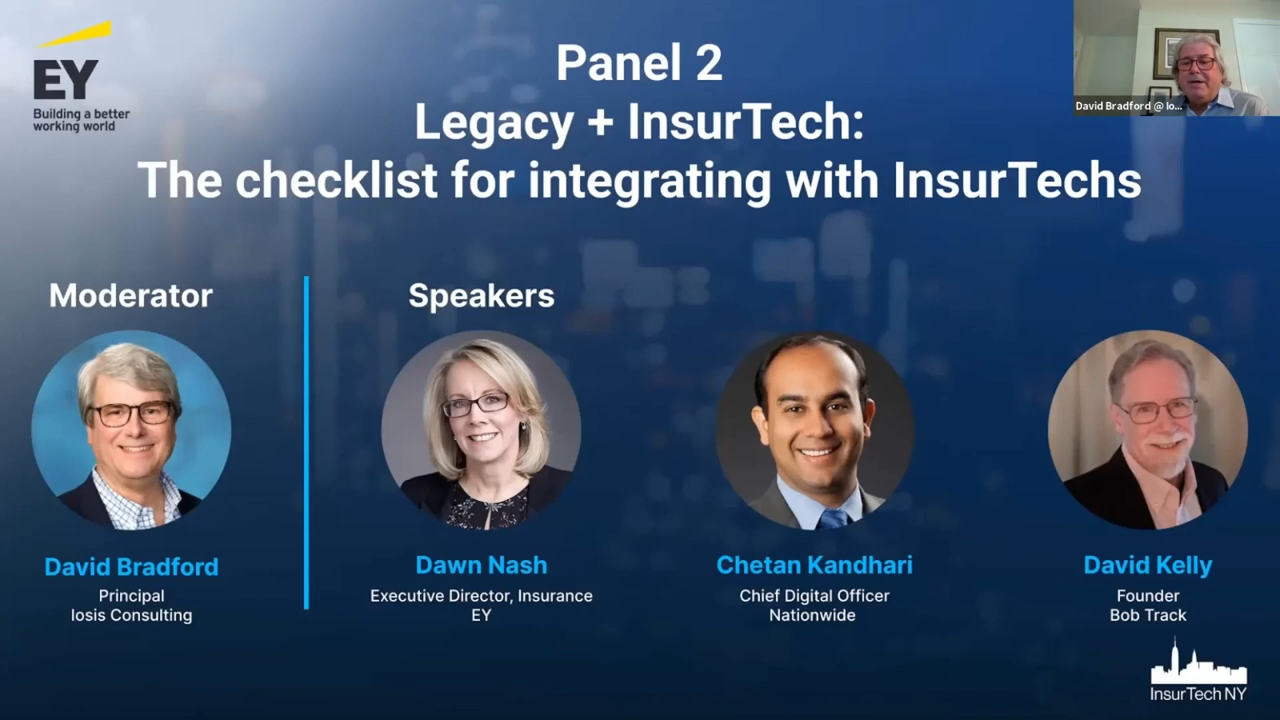 EY
Building a better
working world
Panel 2
Legacy + InsurTech:
The checklist for integrating with InsurTechs
David Bradford @ Io...
Moderator
Speakers
David Bradford
Principal
Iosis Consulting
Dawn Nash
Executive Director, Insurance
EY
Chetan Kandhari
Chief Digital Officer
Nationwide
David Kelly
Founder
Bob Track
InsurTech NY